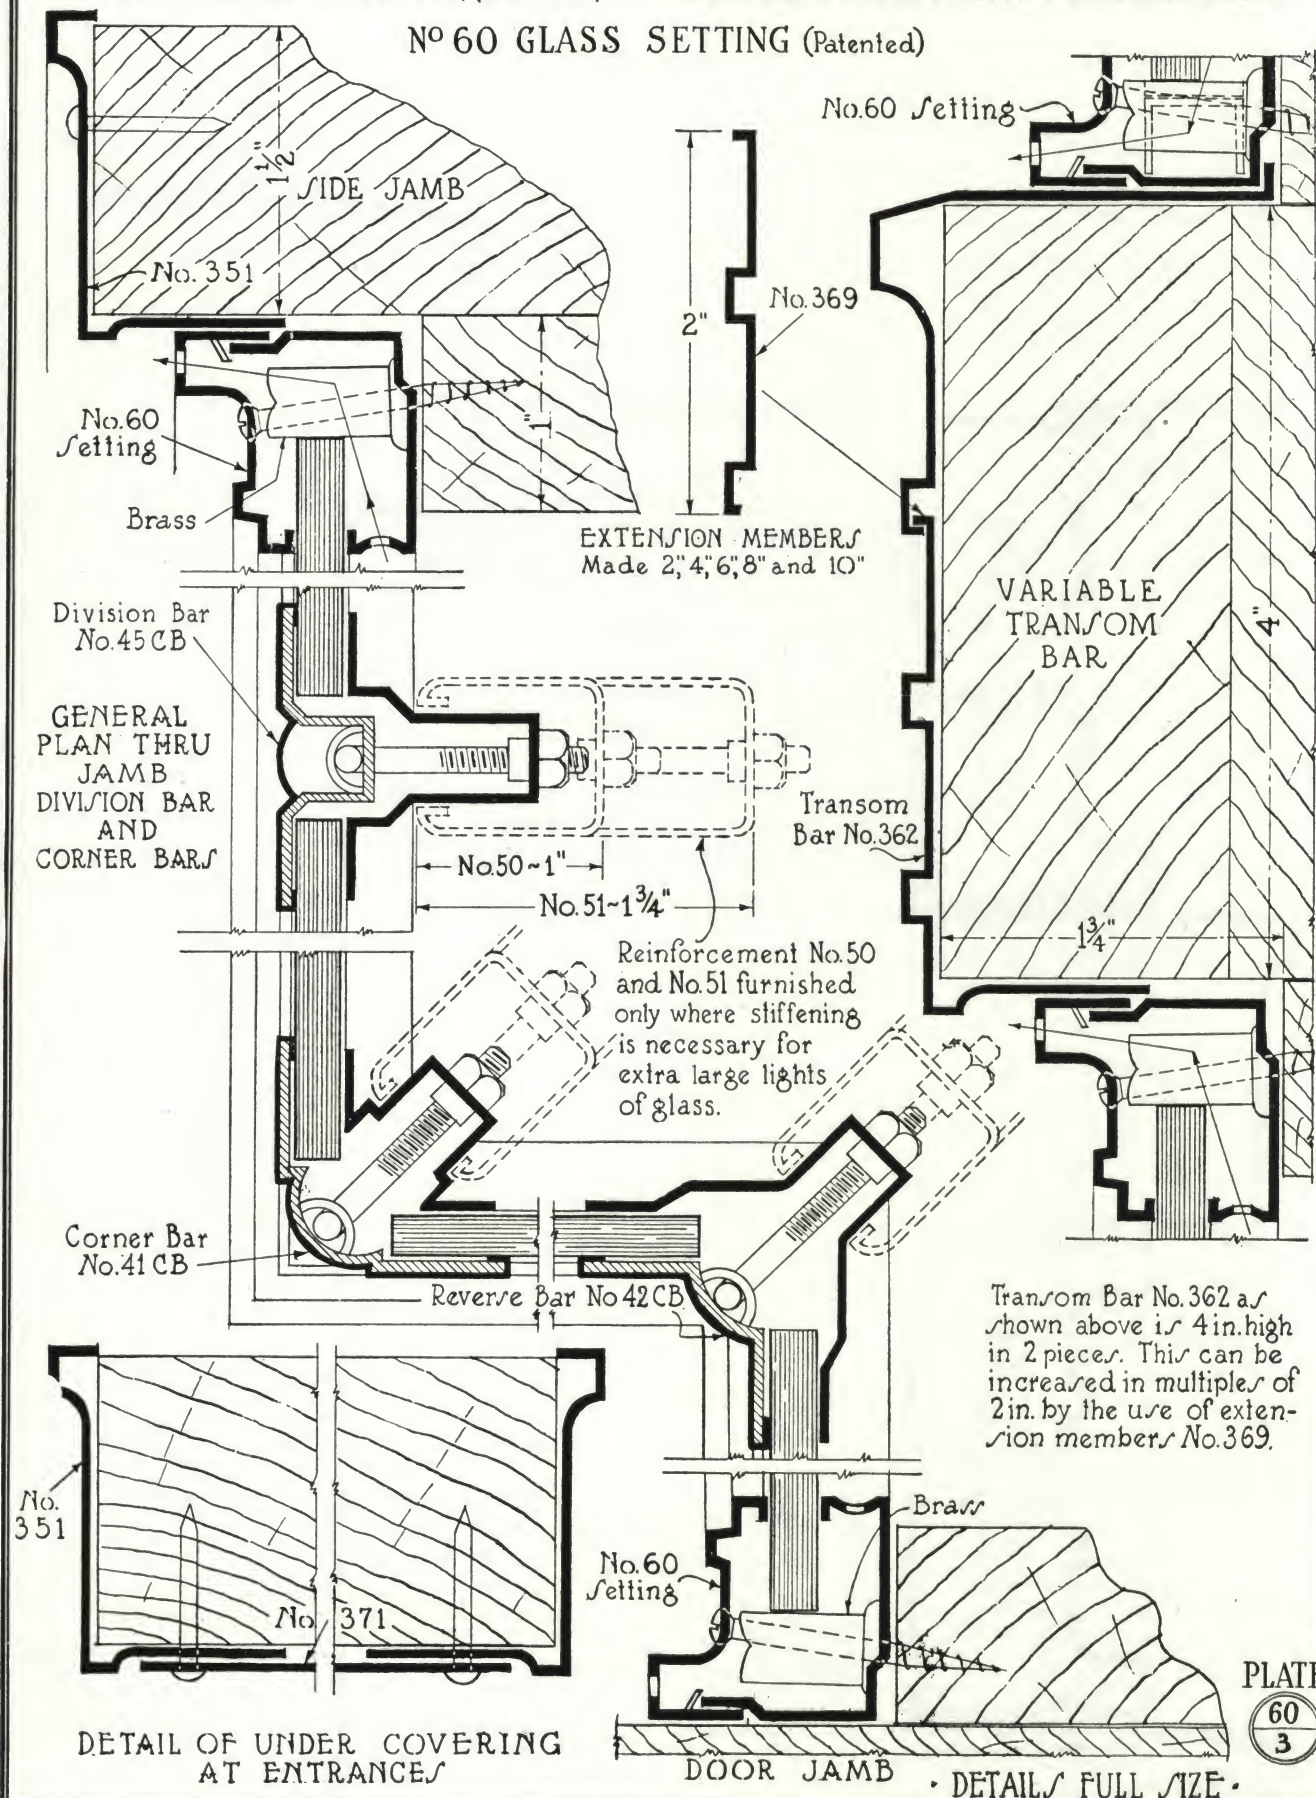 Nº 60 GLASS SETTING (Patented)
1½"
SIDE JAMB
No. 351
No.60
Setting
Brass
1"
2"
No.369
EXTENSION MEMBERS
Made 2", 4", 6", 8" and 10"
No.60 Setting
VARIABLE
TRANSOM
BAR
4"
1¾"
Transom
Bar No.362
Division Bar
No.45 CB
GENERAL
PLAN THRU
JAMB
DIVISION BAR
AND
CORNER BARS
No.50~1"
No.51~1¾"
Reinforcement No.50
and No.51 furnished
only where stiffening
is necessary for
extra large lights
of glass.
Corner Bar
No.41 CB
Reverse Bar No 42 CB
Transom Bar No.362 as
shown above is 4 in. high
in 2 pieces. This can be
increased in multiples of
2 in. by the use of exten-
sion members No.369.
No.
351
No. 371
DETAIL OF UNDER COVERING
AT ENTRANCES
No.60
Setting
Brass
DOOR JAMB
· DETAILS FULL SIZE ·
PLATE
60
3